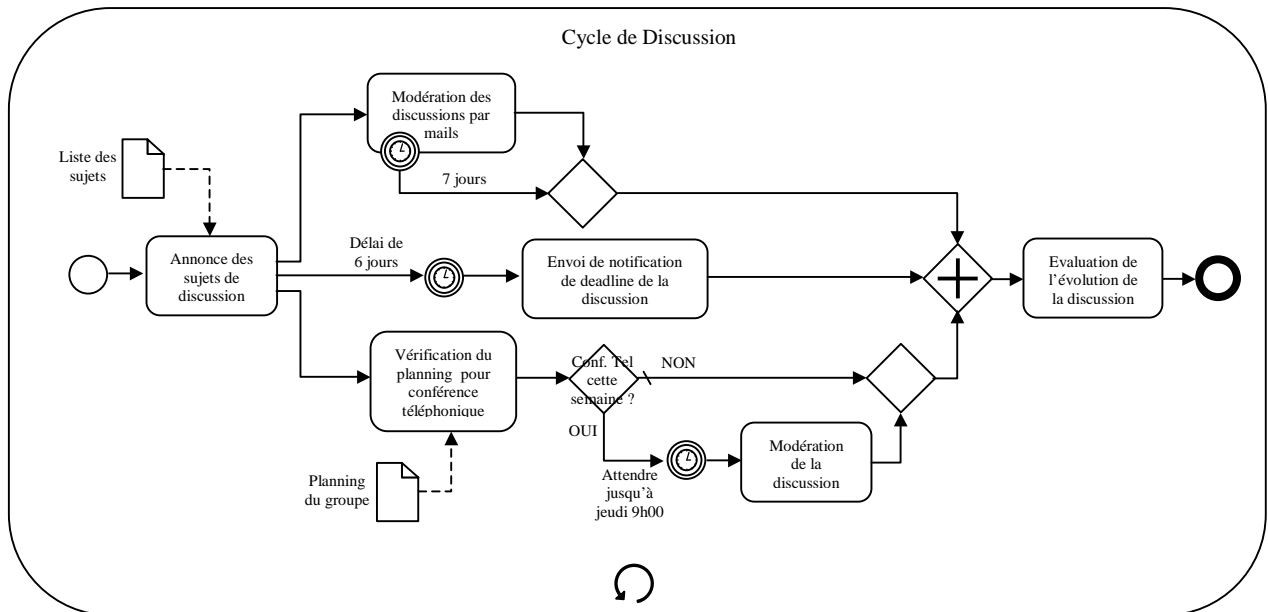 Cycle de Discussion
Modération des
discussions par
mails
Liste des
sujets
7 jours
Annonce des
sujets de
discussion
Délai de
6 jours
Envoi de notification
de deadline de la
discussion
Evaluation de
l’évolution de
la discussion
Vérification du
planning pour
conférence
téléphonique
Conf. Tel
cette
semaine ?
NON
OUI
Attendre
jusqu’à
jeudi 9h00
Modération
de la
discussion
Planning
du groupe